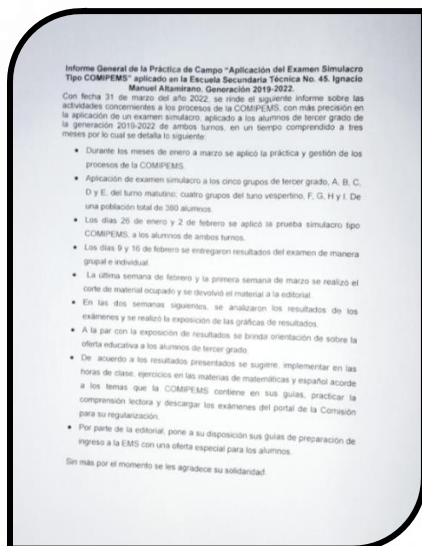 Informe General de la Práctica de Campo "Aplicación del Examen Simulacro
Tipo COMIPEMS" aplicado en la Escuela Secundaria Técnica No. 45. Ignacio
Manuel Altamirano. Generación 2019-2022.
Con fecha 31 de marzo del año 2022, se rinde el siguiente informe sobre las
actividades concernientes a los procesos de la COMIPEMS, con más precisión en
la aplicación de un examen simulacro, aplicado a los alumnos de tercer grado de
la generación 2019-2022 de ambos turnos, en un tiempo comprendido a tres
meses por lo cual se detalla lo siguiente:
• Durante los meses de enero a marzo se aplicó la práctica y gestión de los
procesos de la COMIPEMS.
• Aplicación de examen simulacro a los cinco grupos de tercer grado, A, B, C,
D y E, del turno matutino; cuatro grupos del turno vespertino, F, G, H y I. De
una población total de 380 alumnos.
• Los días 26 de enero y 2 de febrero se aplicó la prueba simulacro tipo
COMIPEMS, a los alumnos de ambos turnos.
• Los días 9 y 16 de febrero se entregaron resultados del examen de manera
grupal e individual.
• La última semana de febrero y la primera semana de marzo se realizó el
corte de material ocupado y se devolvió el material a la editorial.
• En las dos semanas siguientes, se analizaron los resultados de los
exámenes y se realizó la exposición de las gráficas de resultados.
• A la par con la exposición de resultados se brinda orientación de sobre la
oferta educativa a los alumnos de tercer grado.
• De acuerdo a los resultados presentados se sugiere, implementar en las
horas de clase, ejercicios en las materias de matemáticas y español acorde
a los temas que la COMIPEMS contiene en sus guías, practicar la
comprensión lectora y descargar los exámenes del portal de la Comisión
para su regularización.
• Por parte de la editorial, pone a su disposición sus guías de preparación de
ingreso a la EMS con una oferta especial para los alumnos.
Sin más por el momento se les agradece su solidaridad.